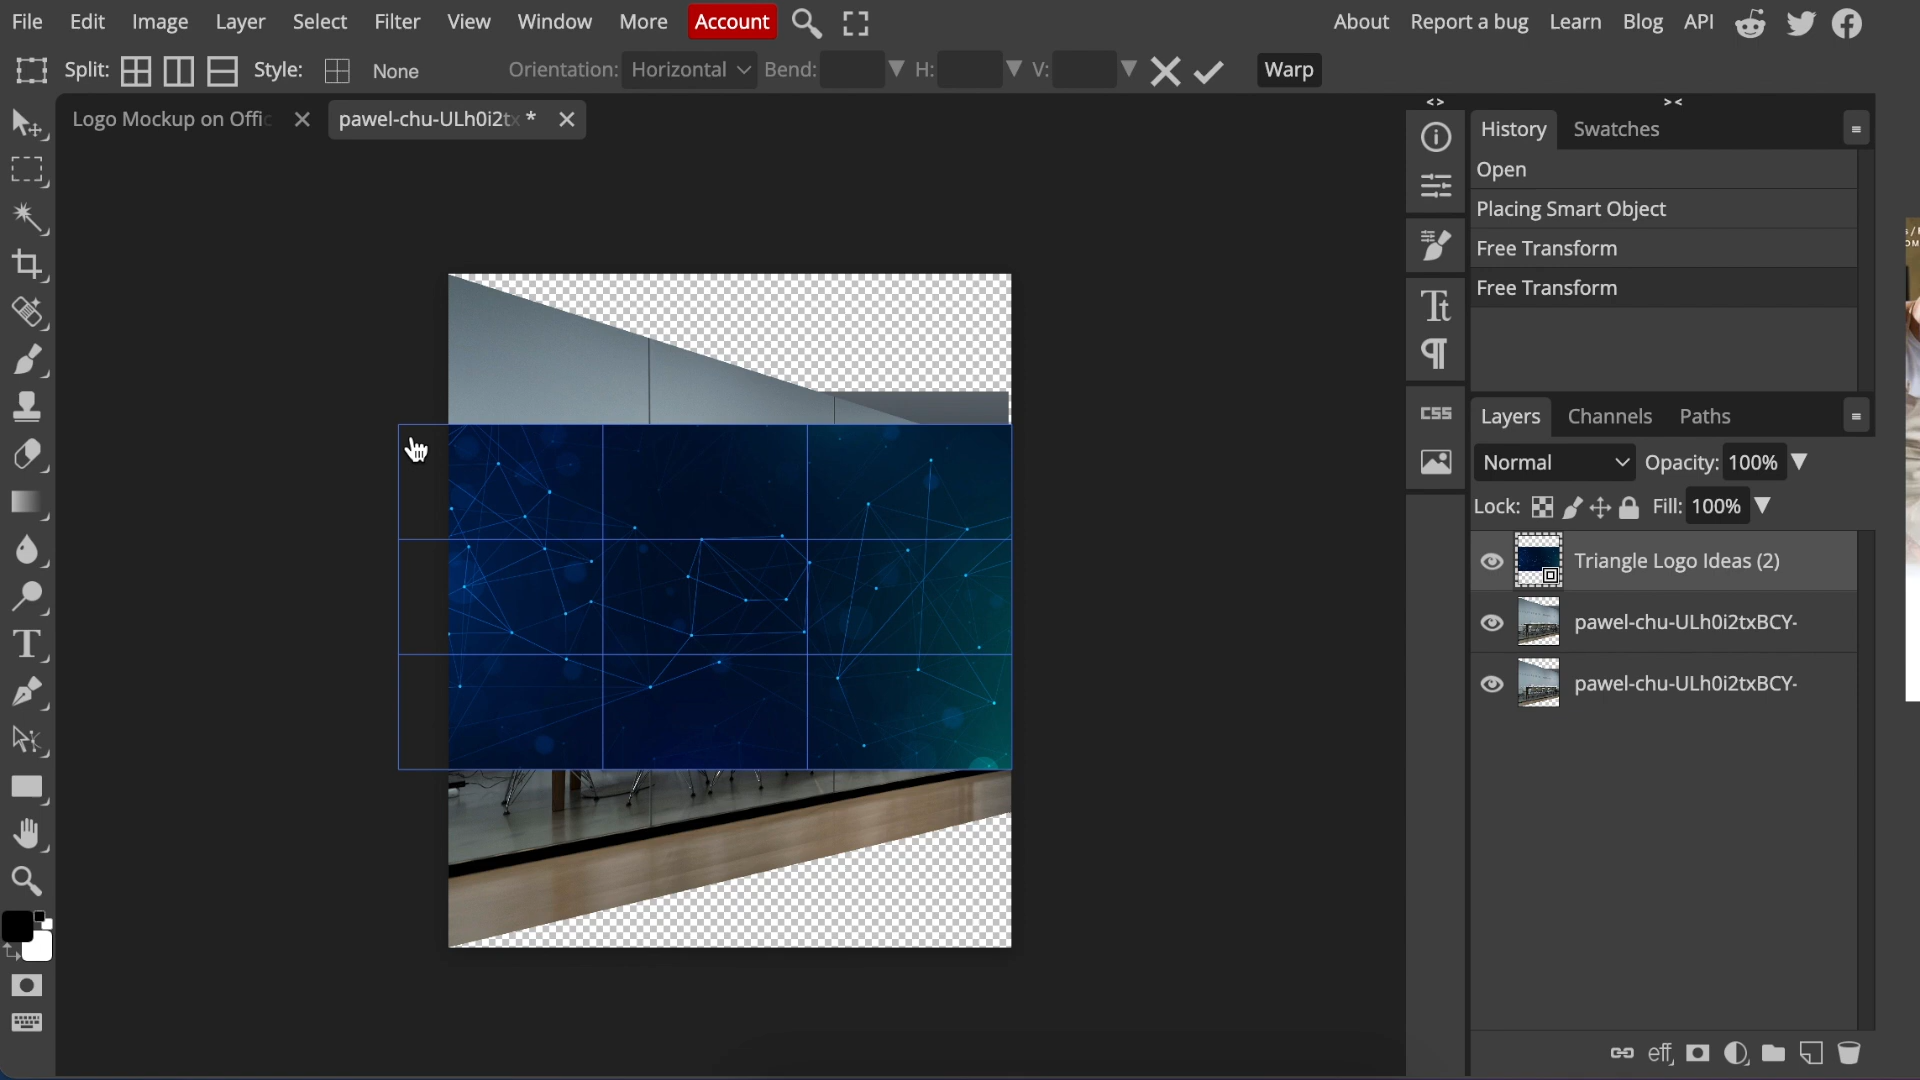 File Edit Image Layer Select Filter View Window More Account About Report a bug Learn Blog API
Split: Style: None Orientation: Horizontal Bend: H: V: Warp
Logo Mockup on Offic pawel-chu-ULh0i2tx *
History Swatches
Open
Placing Smart Object
Free Transform
Free Transform
CSS
Layers Channels Paths
Normal Opacity: 100%
Lock: Fill: 100%
Triangle Logo Ideas (2)
pawel-chu-ULh0i2txBCY-
pawel-chu-ULh0i2txBCY-
eff